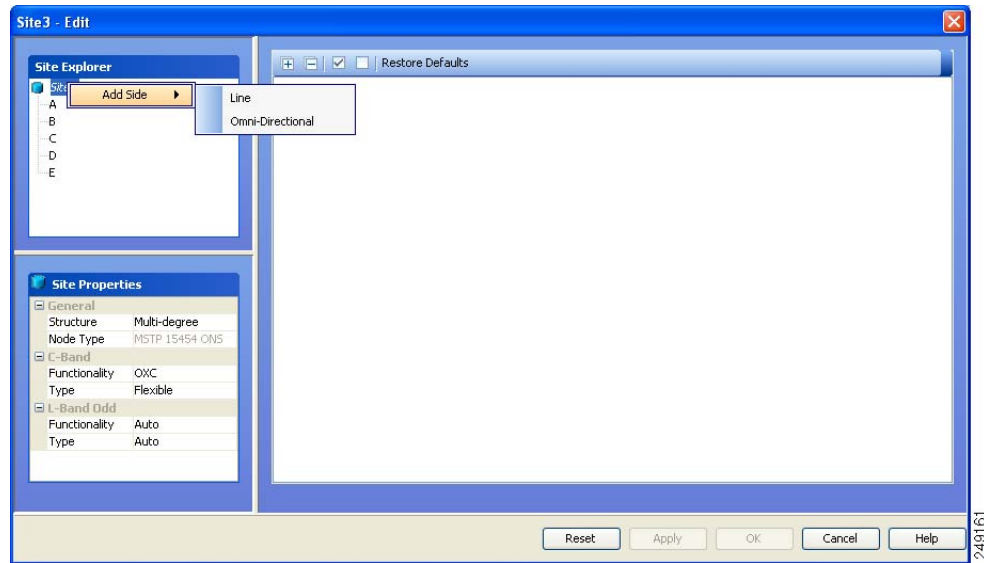 Site3 - Edit
Site Explorer
Restore Defaults
Add Side
Line
Omni-Directional
A
B
C
D
E
Site Properties
General
Structure Multi-degree
Node Type MSTP 15454 ONS
C-Band
Functionality OXC
Type Flexible
L-Band Odd
Functionality Auto
Type Auto
Reset Apply OK Cancel Help
249161